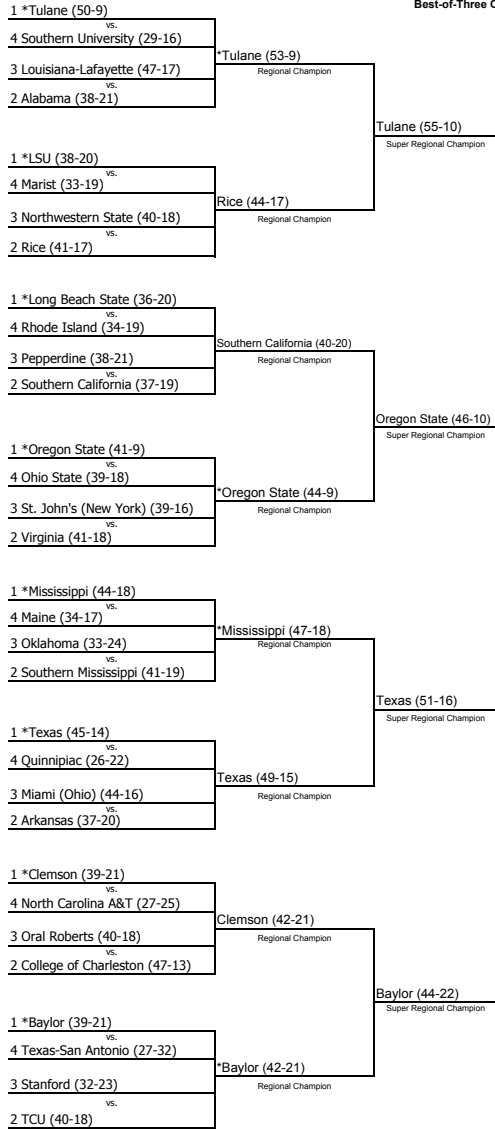 Best-of-Three C
1 *Tulane (50-9)
vs.
4 Southern University (29-16)
*Tulane (53-9)
Regional Champion
3 Louisiana-Lafayette (47-17)
vs.
2 Alabama (38-21)
Tulane (55-10)
Super Regional Champion
1 *LSU (38-20)
vs.
4 Marist (33-19)
Rice (44-17)
Regional Champion
3 Northwestern State (40-18)
vs.
2 Rice (41-17)
1 *Long Beach State (36-20)
vs.
4 Rhode Island (34-19)
Southern California (40-20)
Regional Champion
3 Pepperdine (38-21)
vs.
2 Southern California (37-19)
Oregon State (46-10)
Super Regional Champion
1 *Oregon State (41-9)
vs.
4 Ohio State (39-18)
*Oregon State (44-9)
Regional Champion
3 St. John's (New York) (39-16)
vs.
2 Virginia (41-18)
1 *Mississippi (44-18)
vs.
4 Maine (34-17)
*Mississippi (47-18)
Regional Champion
3 Oklahoma (33-24)
vs.
2 Southern Mississippi (41-19)
Texas (51-16)
Super Regional Champion
1 *Texas (45-14)
vs.
4 Quinnipiac (26-22)
Texas (49-15)
Regional Champion
3 Miami (Ohio) (44-16)
vs.
2 Arkansas (37-20)
1 *Clemson (39-21)
vs.
4 North Carolina A&T (27-25)
Clemson (42-21)
Regional Champion
3 Oral Roberts (40-18)
vs.
2 College of Charleston (47-13)
Baylor (44-22)
Super Regional Champion
1 *Baylor (39-21)
vs.
4 Texas-San Antonio (27-32)
*Baylor (42-21)
Regional Champion
3 Stanford (32-23)
vs.
2 TCU (40-18)